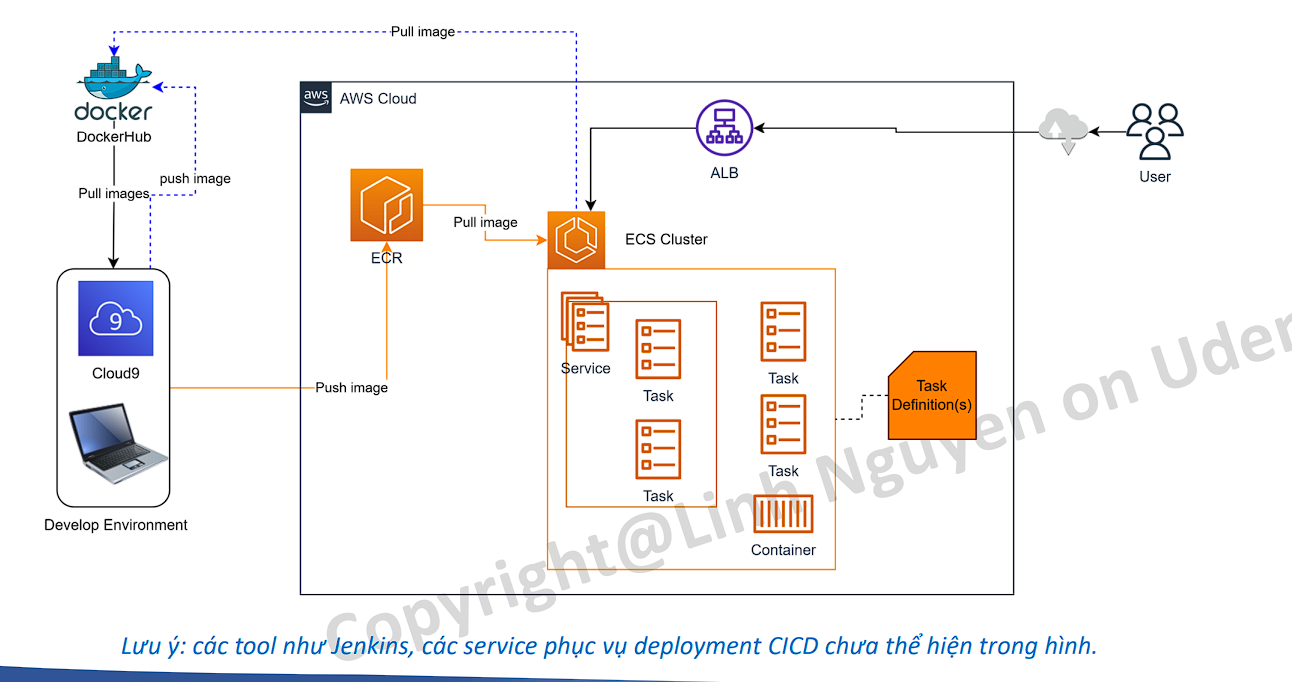 Pull image
docker
DockerHub
aws
AWS Cloud
ALB
User
Pull images
push image
ECR
Pull image
ECS Cluster
9
Cloud9
Develop Environment
Push image
Service
Task
Task
Task
Task
Container
Task
Definition(s)
Copyright@Linh Nguyen on Uder
Lưu ý: các tool như Jenkins, các service phục vụ deployment CICD chưa thể hiện trong hình.